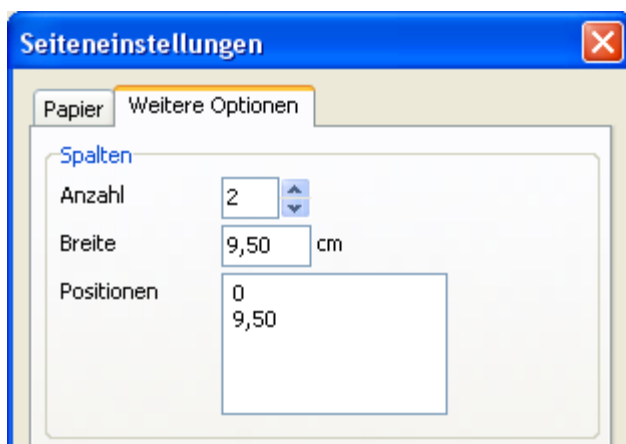 Seiteneinstellungen
Papier Weitere Optionen
Spalten
Anzahl 2
Breite 9,50 cm
Positionen 0
9,50